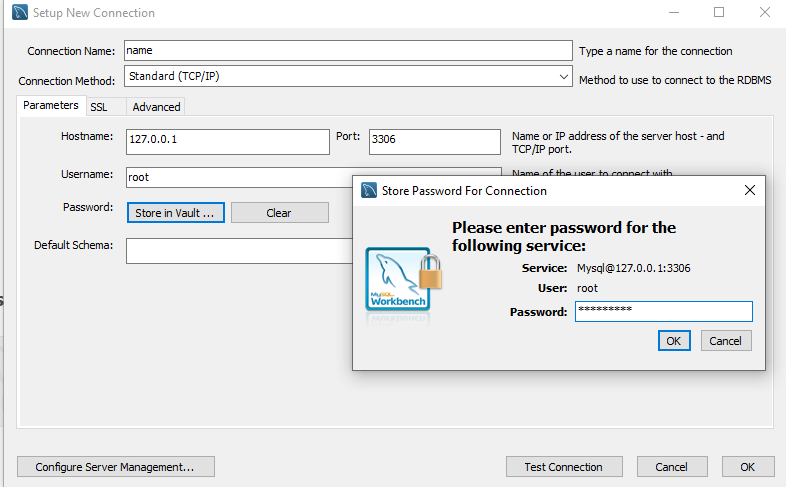 Setup New Connection
Connection Name: name Type a name for the connection
Connection Method: Standard (TCP/IP) Method to use to connect to the RDBMS
Parameters SSL Advanced
Hostname: 127.0.0.1 Port: 3306 Name or IP address of the server host - and
TCP/IP port.
Username: root Name of the user to connect with
Password: Store in Vault ... Clear
Default Schema:
Store Password For Connection
Please enter password for the
following service:
Service: Mysql@127.0.0.1:3306
User: root
Password: *********
MySQL
Workbench
OK Cancel
Configure Server Management... Test Connection Cancel OK